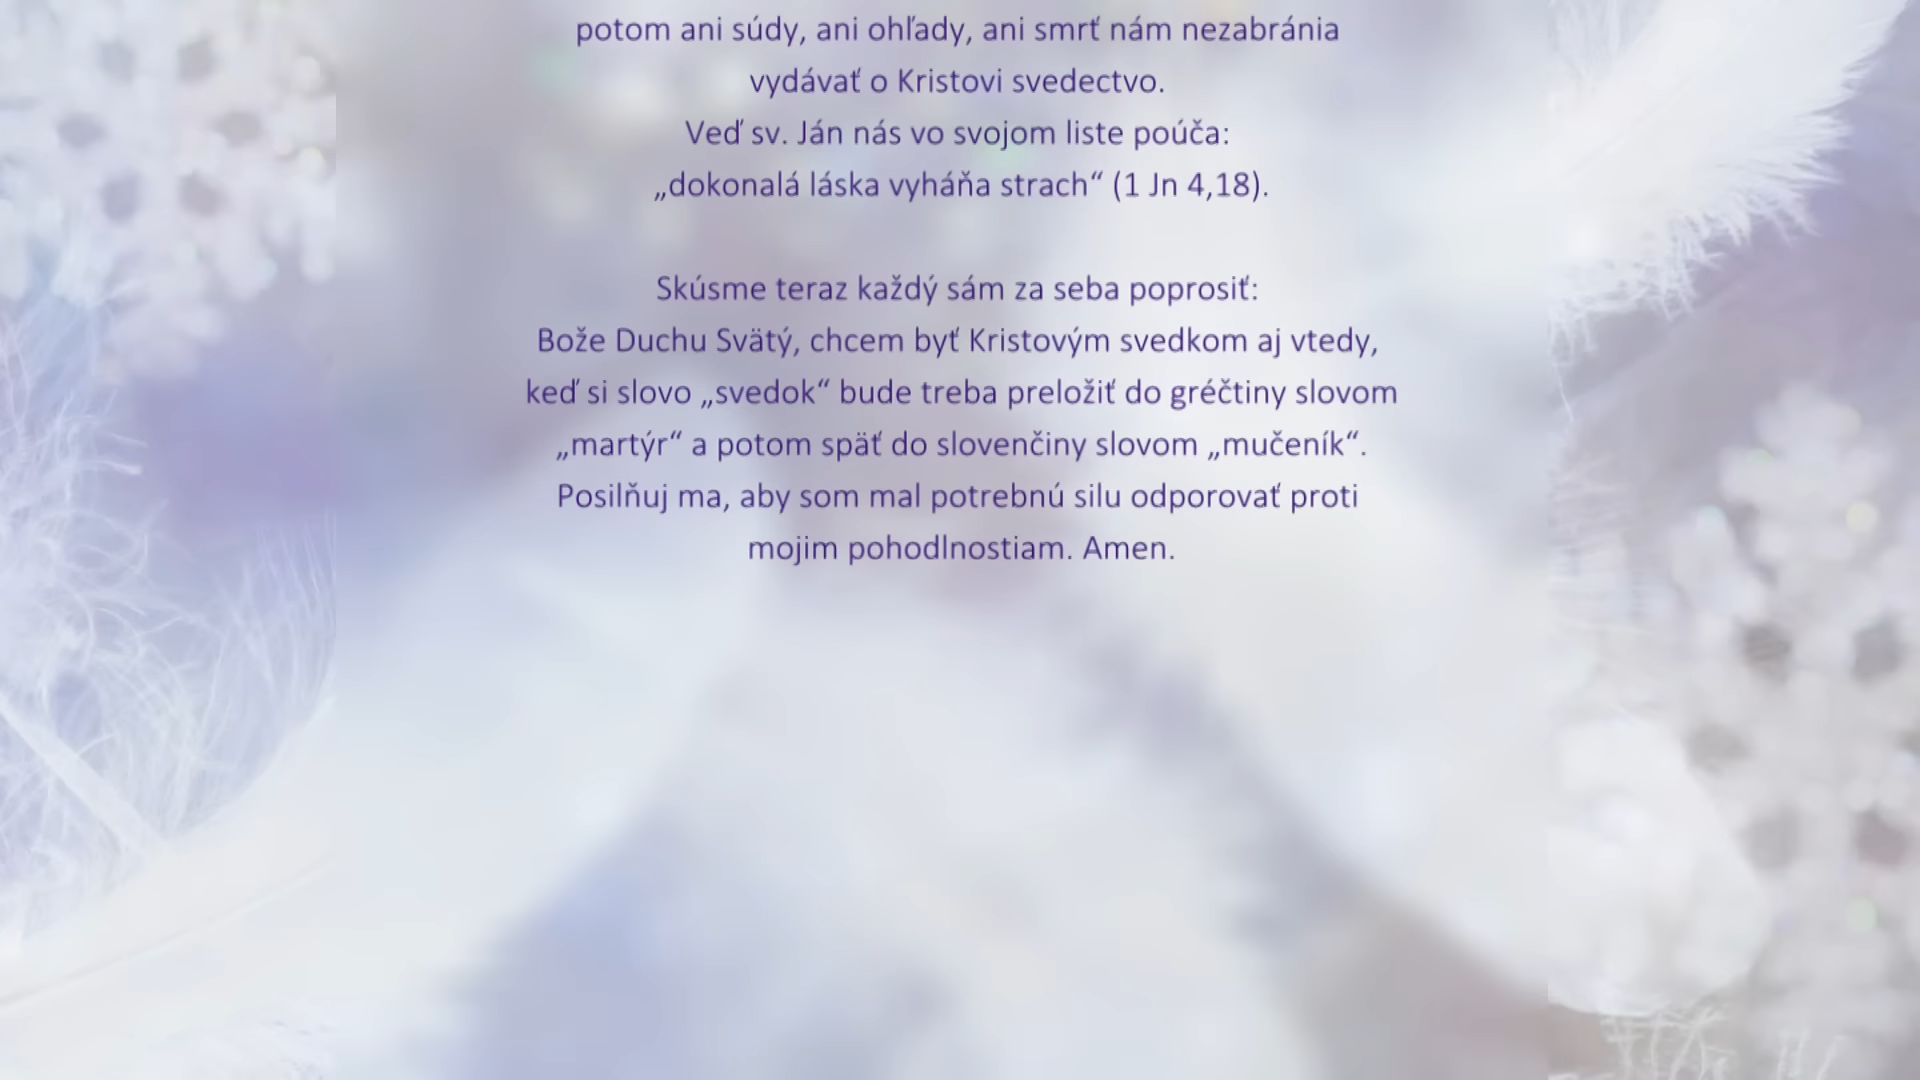 potom ani súdy, ani ohľady, ani smrť nám nezabránia
vydávať o Kristovi svedectvo.
Veď sv. Ján nás vo svojom liste poúča:
„dokonalá láska vyháňa strach“ (1 Jn 4,18).
Skúsme teraz každý sám za seba poprosiť:
Bože Duchu Svätý, chcem byť Kristovým svedkom aj vtedy,
keď si slovo „svedok“ bude treba preložiť do gréčtiny slovom
„martýr“ a potom späť do slovenčiny slovom „mučeník“.
Posilňuj ma, aby som mal potrebnú silu odporovať proti
mojim pohodlnostiam. Amen.